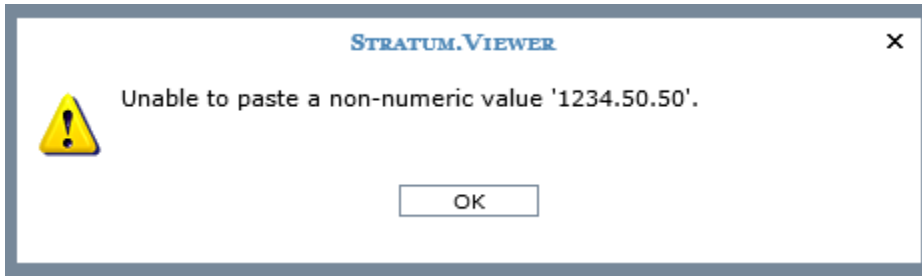 Stratum.Viewer
Unable to paste a non-numeric value '1234.50.50'.
OK